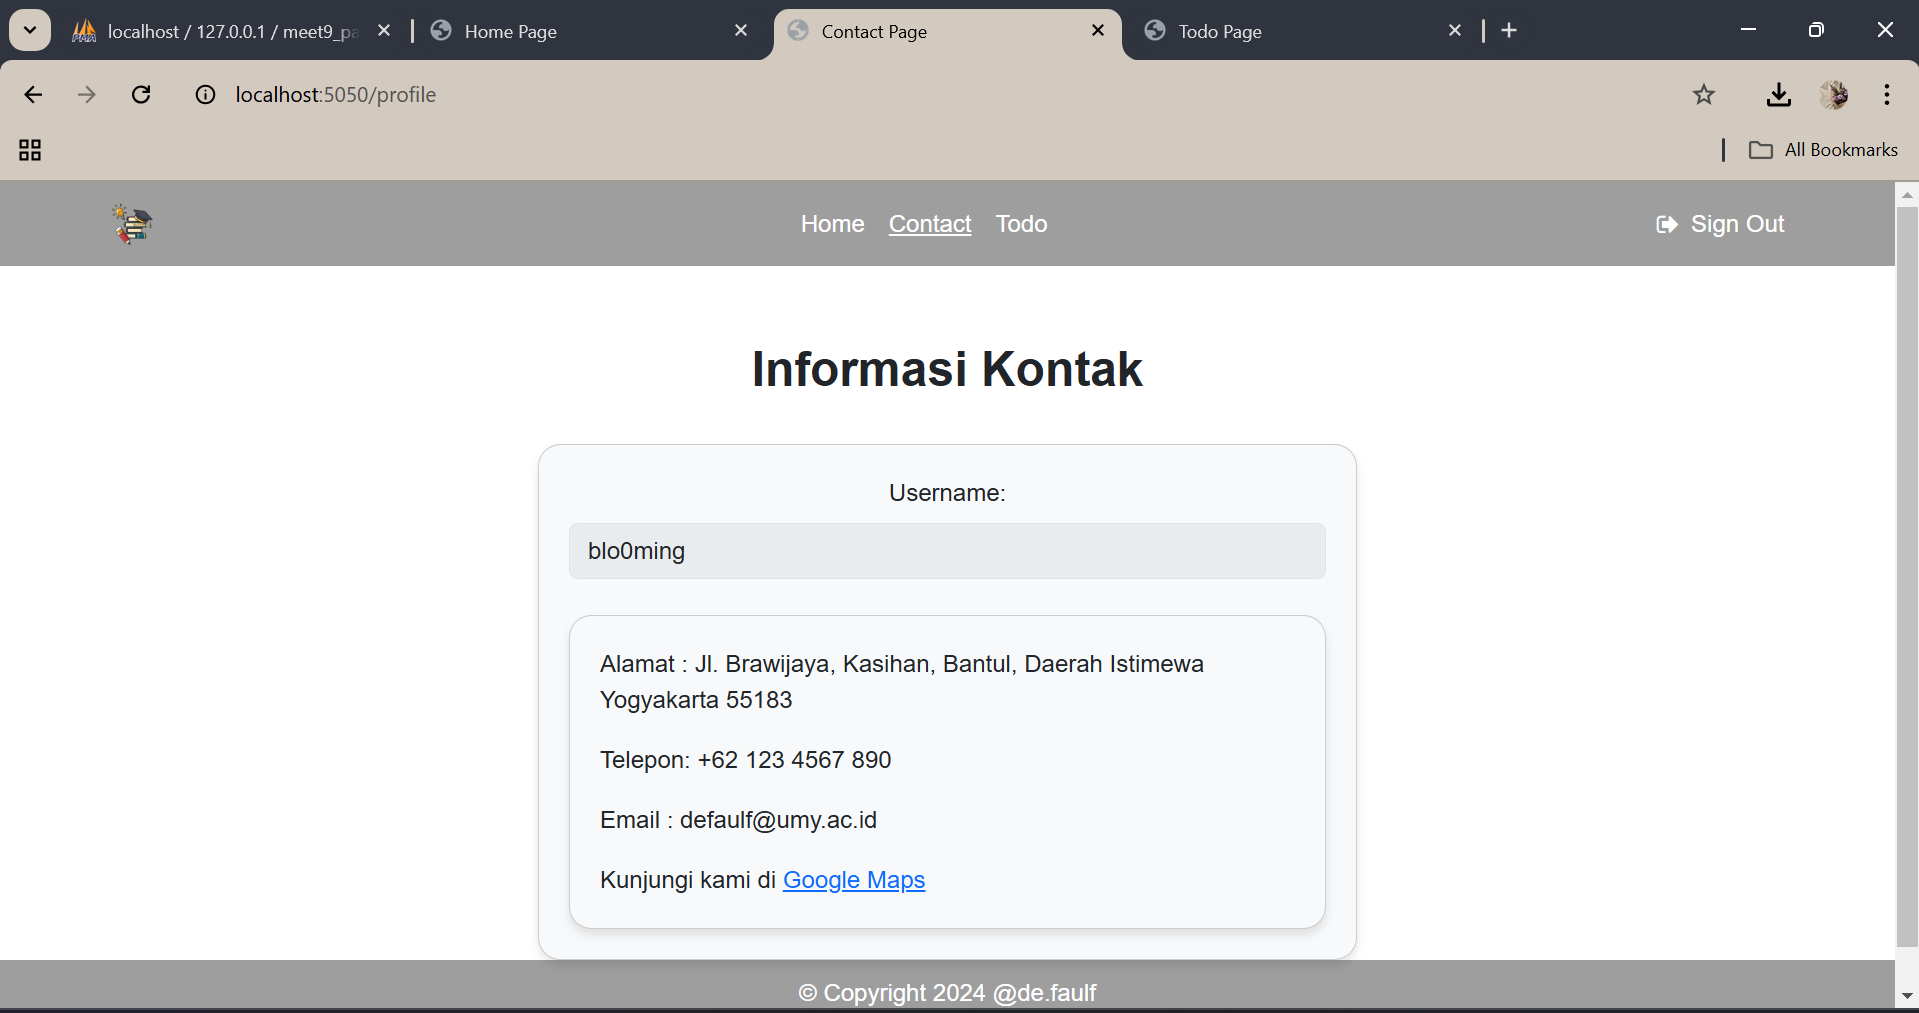 localhost / 127.0.0.1 / meet9_pa
Home Page
Contact Page
Todo Page
localhost:5050/profile
All Bookmarks
Home
Contact
Todo
Sign Out
Informasi Kontak
Username:
blo0ming
Alamat : Jl. Brawijaya, Kasihan, Bantul, Daerah Istimewa
Yogyakarta 55183
Telepon: +62 123 4567 890
Email : defaulf@umy.ac.id
Kunjungi kami di Google Maps
© Copyright 2024 @de.faulf